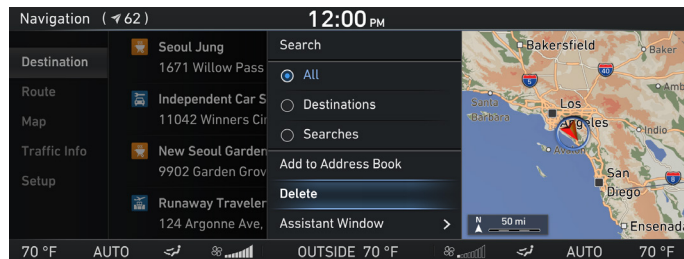 Navigation ( 62 )
12:00 PM
Destination
Route
Map
Traffic Info
Setup
Seoul Jung
1671 Willow Pass
Independent Car S
11042 Winners Cir
New Seoul Garden
9902 Garden Grov
Runaway Traveler
124 Argonne Ave,
Search
All
Destinations
Searches
Add to Address Book
Delete
Assistant Window
Bakersfield
Baker
5
40
Amb
Santa
Barbara
Los
Angeles
Indio
Avalon
San
Diego
8
Ensenada
N
50 mi
70 °F AUTO OUTSIDE 70 °F AUTO 70 °F